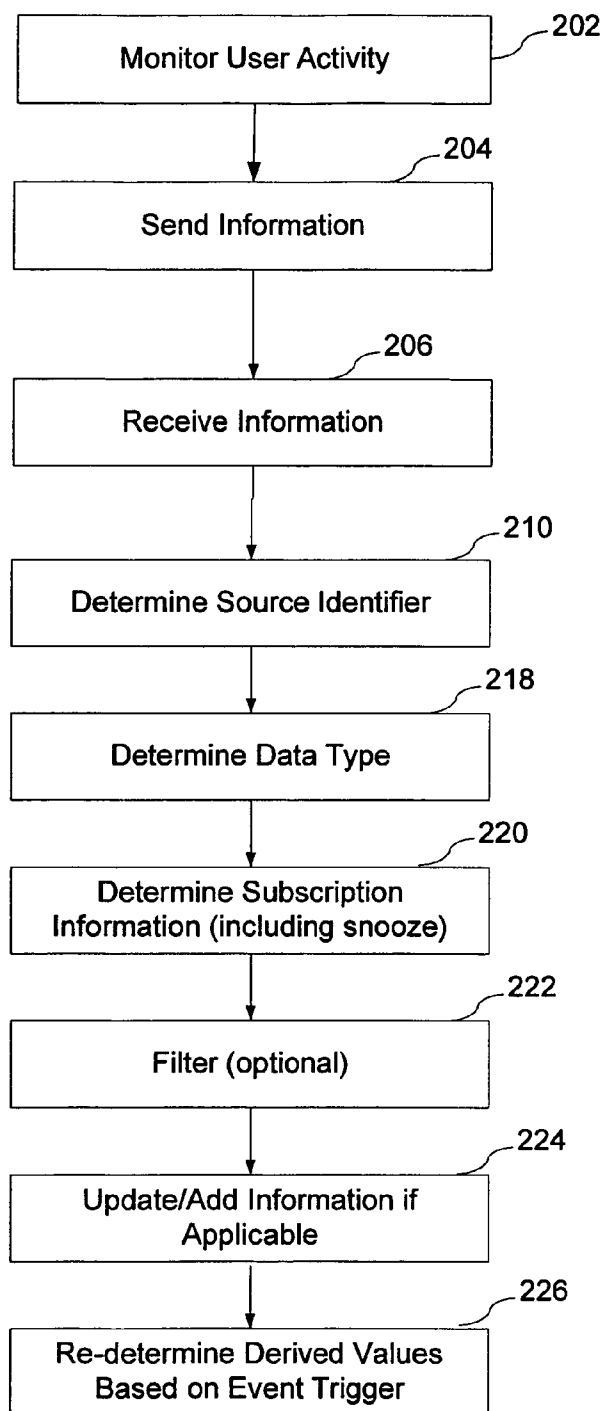 202
Monitor User Activity
204
Send Information
206
Receive Information
210
Determine Source Identifier
218
Determine Data Type
220
Determine Subscription
Information (including snooze)
222
Filter (optional)
224
Update/Add Information if
Applicable
226
Re-determine Derived Values
Based on Event Trigger